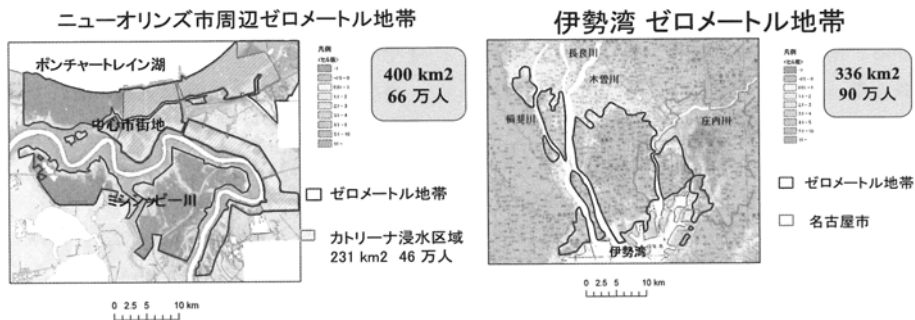 ニューオリンズ市周辺ゼロメートル地帯
ポンチャートレイン湖
中心市街地
ミシシッピー川
凡例
400 km2
66 万人
ゼロメートル地帯
カトリーナ浸水区域
231 km2 46 万人
0 2.5 5 10 km
伊勢湾 ゼロメートル地帯
長良川
木曽川
揖斐川
庄内川
伊勢湾
凡例
336 km2
90 万人
ゼロメートル地帯
名古屋市
0 2.5 5 10 km